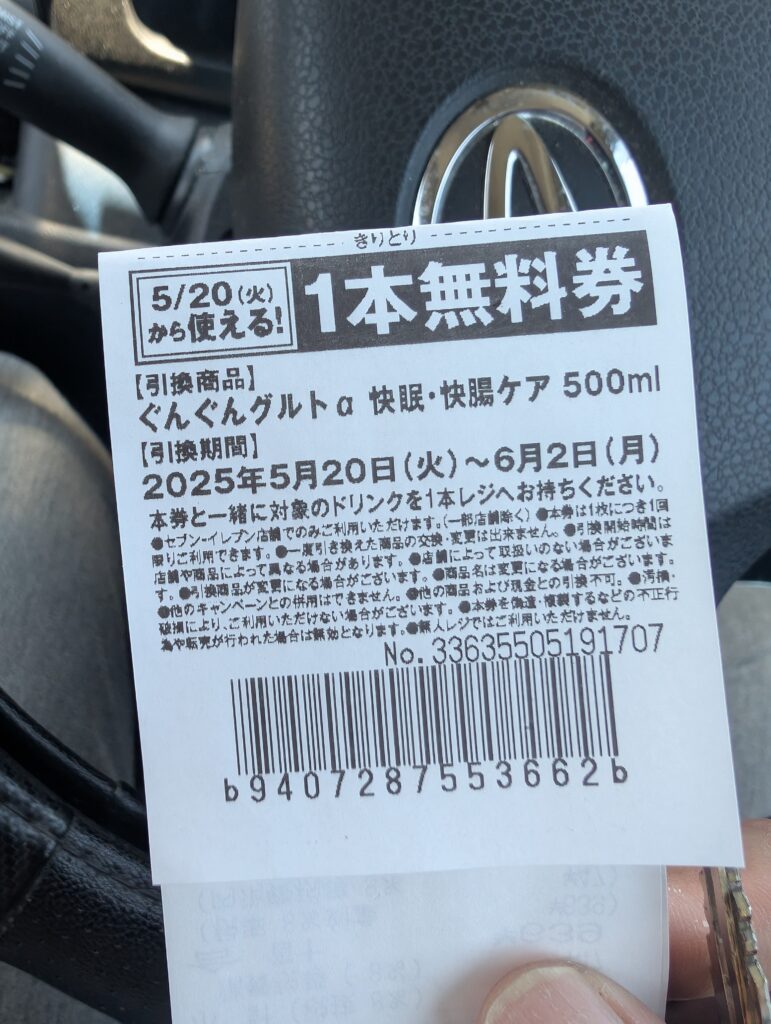 きりとり
5/20(火)
から使える!
1本無料券
【引換商品】
ぐんぐんグルトα 快眠・快腸ケア 500ml
【引換期間】
2025年5月20日(火)~6月2日(月)
本券と一緒に対象のドリンクを1本レジへお持ちください。
●セブン-イレブン店舗でのみご利用いただけます。(一部店舗除く) ●本券は1枚につき1回
限りご利用できます。●一度引き換えた商品の交換・変更は出来ません。●引換開始時間は
店舗や商品によって異なる場合があります。●店舗によって取扱いのない場合がございま
す。●引換商品が変更になる場合がございます。●商品名は変更になる場合がございます。
●他のキャンペーンとの併用はできません。●他の商品および現金との引換不可。●汚損・
破損により、ご利用いただけない場合がございます。●本券を偽造・複製するなどの不正行
為や転売が行われた場合は無効となります。●無人レジではご利用いただけません。
No. 33635505191707
b9407287553662b